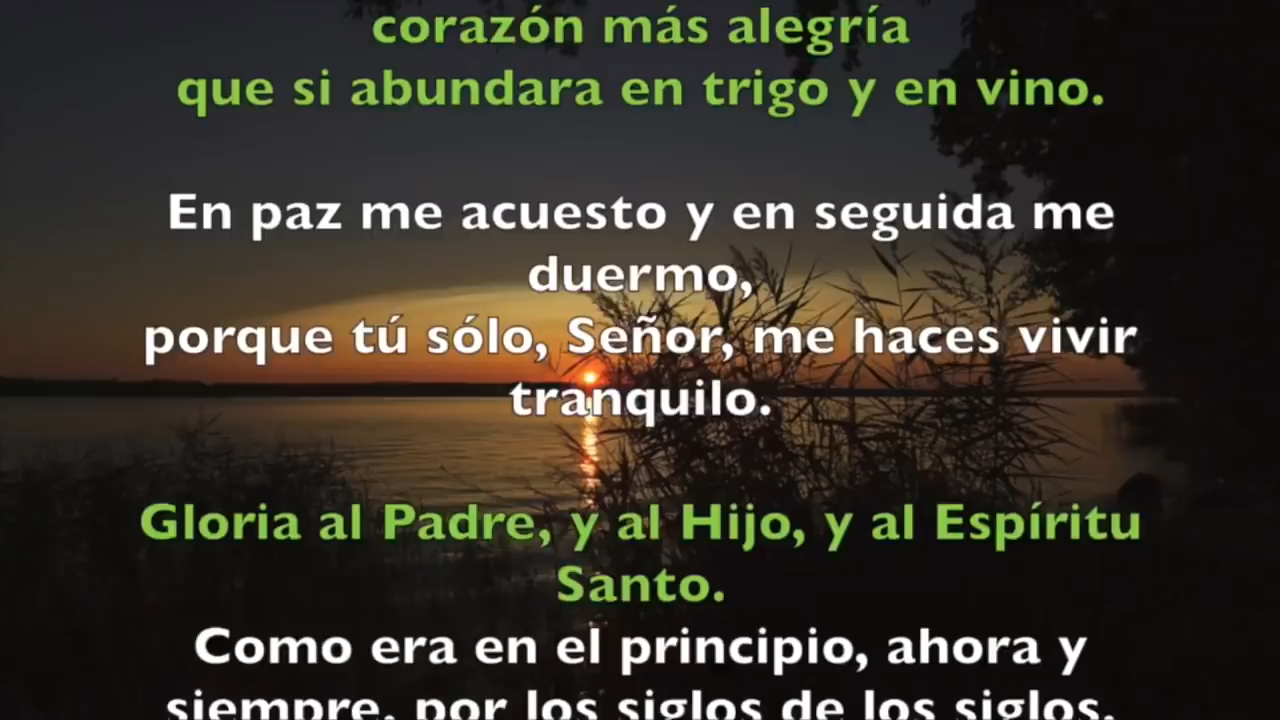 corazón más alegría
que si abundara en trigo y en vino.
En paz me acuesto y en seguida me
duermo,
porque tú sólo, Señor, me haces vivir
tranquilo.
Gloria al Padre, y al Hijo, y al Espíritu
Santo.
Como era en el principio, ahora y
siempre, por los siglos de los siglos.